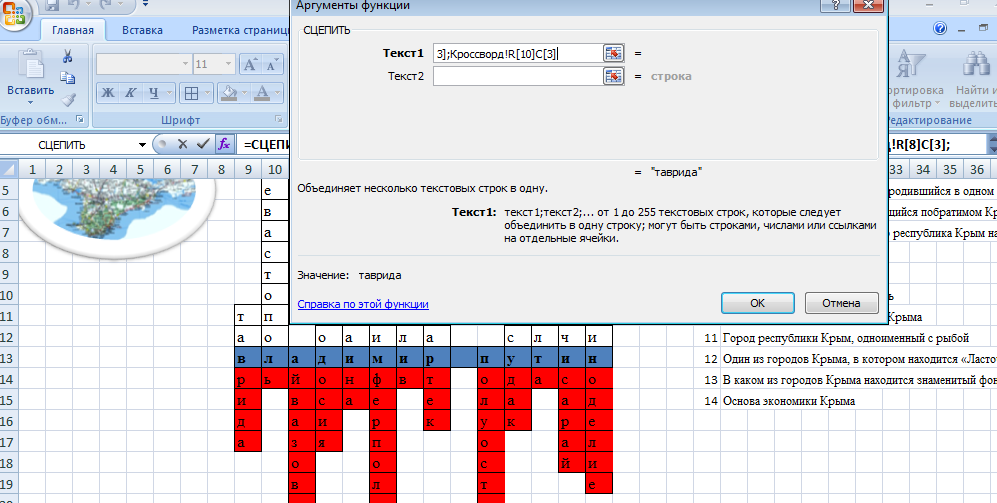 Аргументы функции
Главная Вставка Разметка страниц
СЦЕПИТЬ
Текст1 3];Кроссворд!R[10]C[3] =
Текст2 = строка
Вставить
Ж К Ч
11
Буфер обм... Шрифт
ортировка Найти и
фильтр выделить
едактирование
= "таврида"
СЦЕПИТЬ =СЦЕПИ !R[8]C[3];
Объединяет несколько текстовых строк в одну.
Текст1: текст1;текст2;... от 1 до 255 текстовых строк, которые следует
объединить в одну строку; могут быть строками, числами или ссылками
на отдельные ячейки.
Значение: таврида
Справка по этой функции
ОК Отмена
1 2 3 4 5 6 7 8 9 10 33 34 35 36
5 е родившийся в одном
6 в щийся побратимом Кр
7 а о республика Крым на
8 с
9 т
10 о ь
11 т п Крыма
12 а о о а и л а с л ч и 11 Город республики Крым, одноименный с рыбой
13 в л а д и м и р п у т и н 12 Один из городов Крыма, в котором находится «Ласто
14 р ь й о н ф в т о д а с о 13 В каком из городов Крыма находится знаменитый фон
15 и в с а е е л а к а д 14 Основа экономики Крыма
16 д а и р к у к р е
17 а з я п о а л
18 о о с й и
19 в л т е